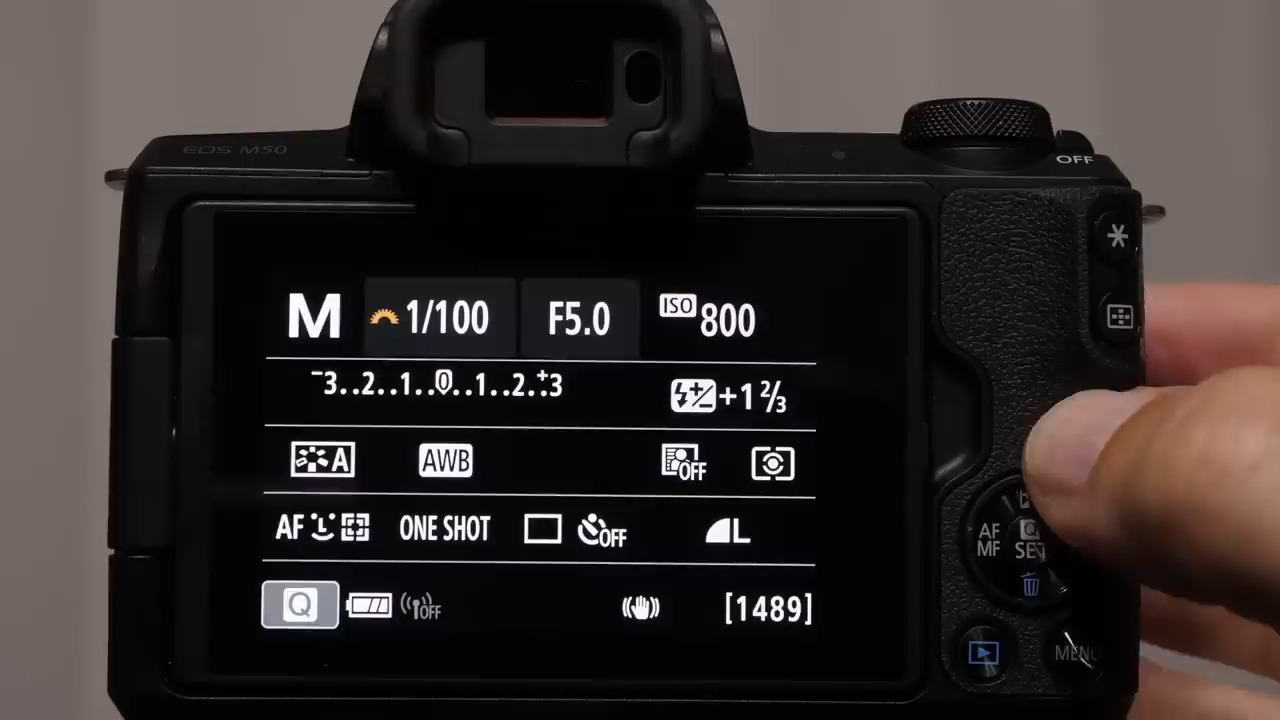 EOS M50
OFF
M 1/100 F5.0 ISO 800
-3..2..1..0..1..2..+3 +1 2/3
A AWB OFF
AF ONE SHOT OFF L
Q OFF [1489]
AF
MF
Q
SET
MENU